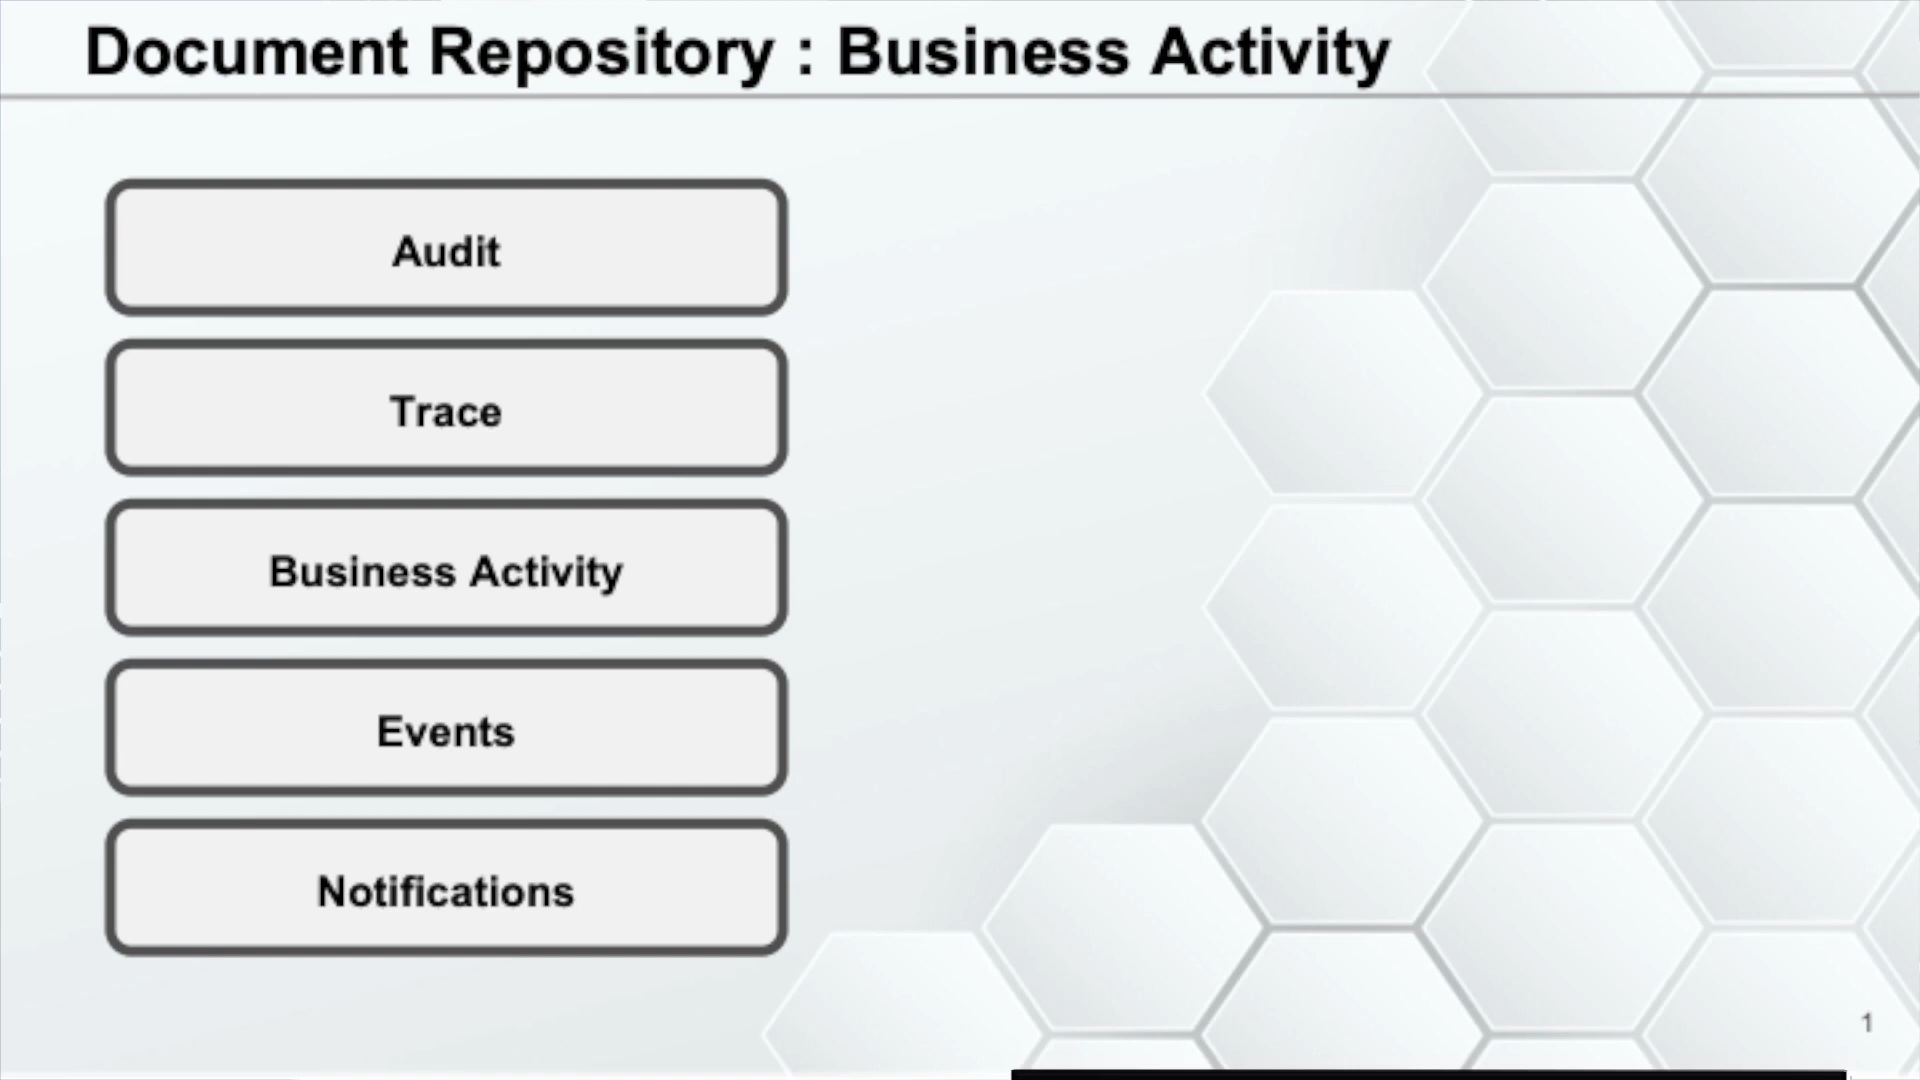 Document Repository : Business Activity
Audit
Trace
Business Activity
Events
Notifications
1